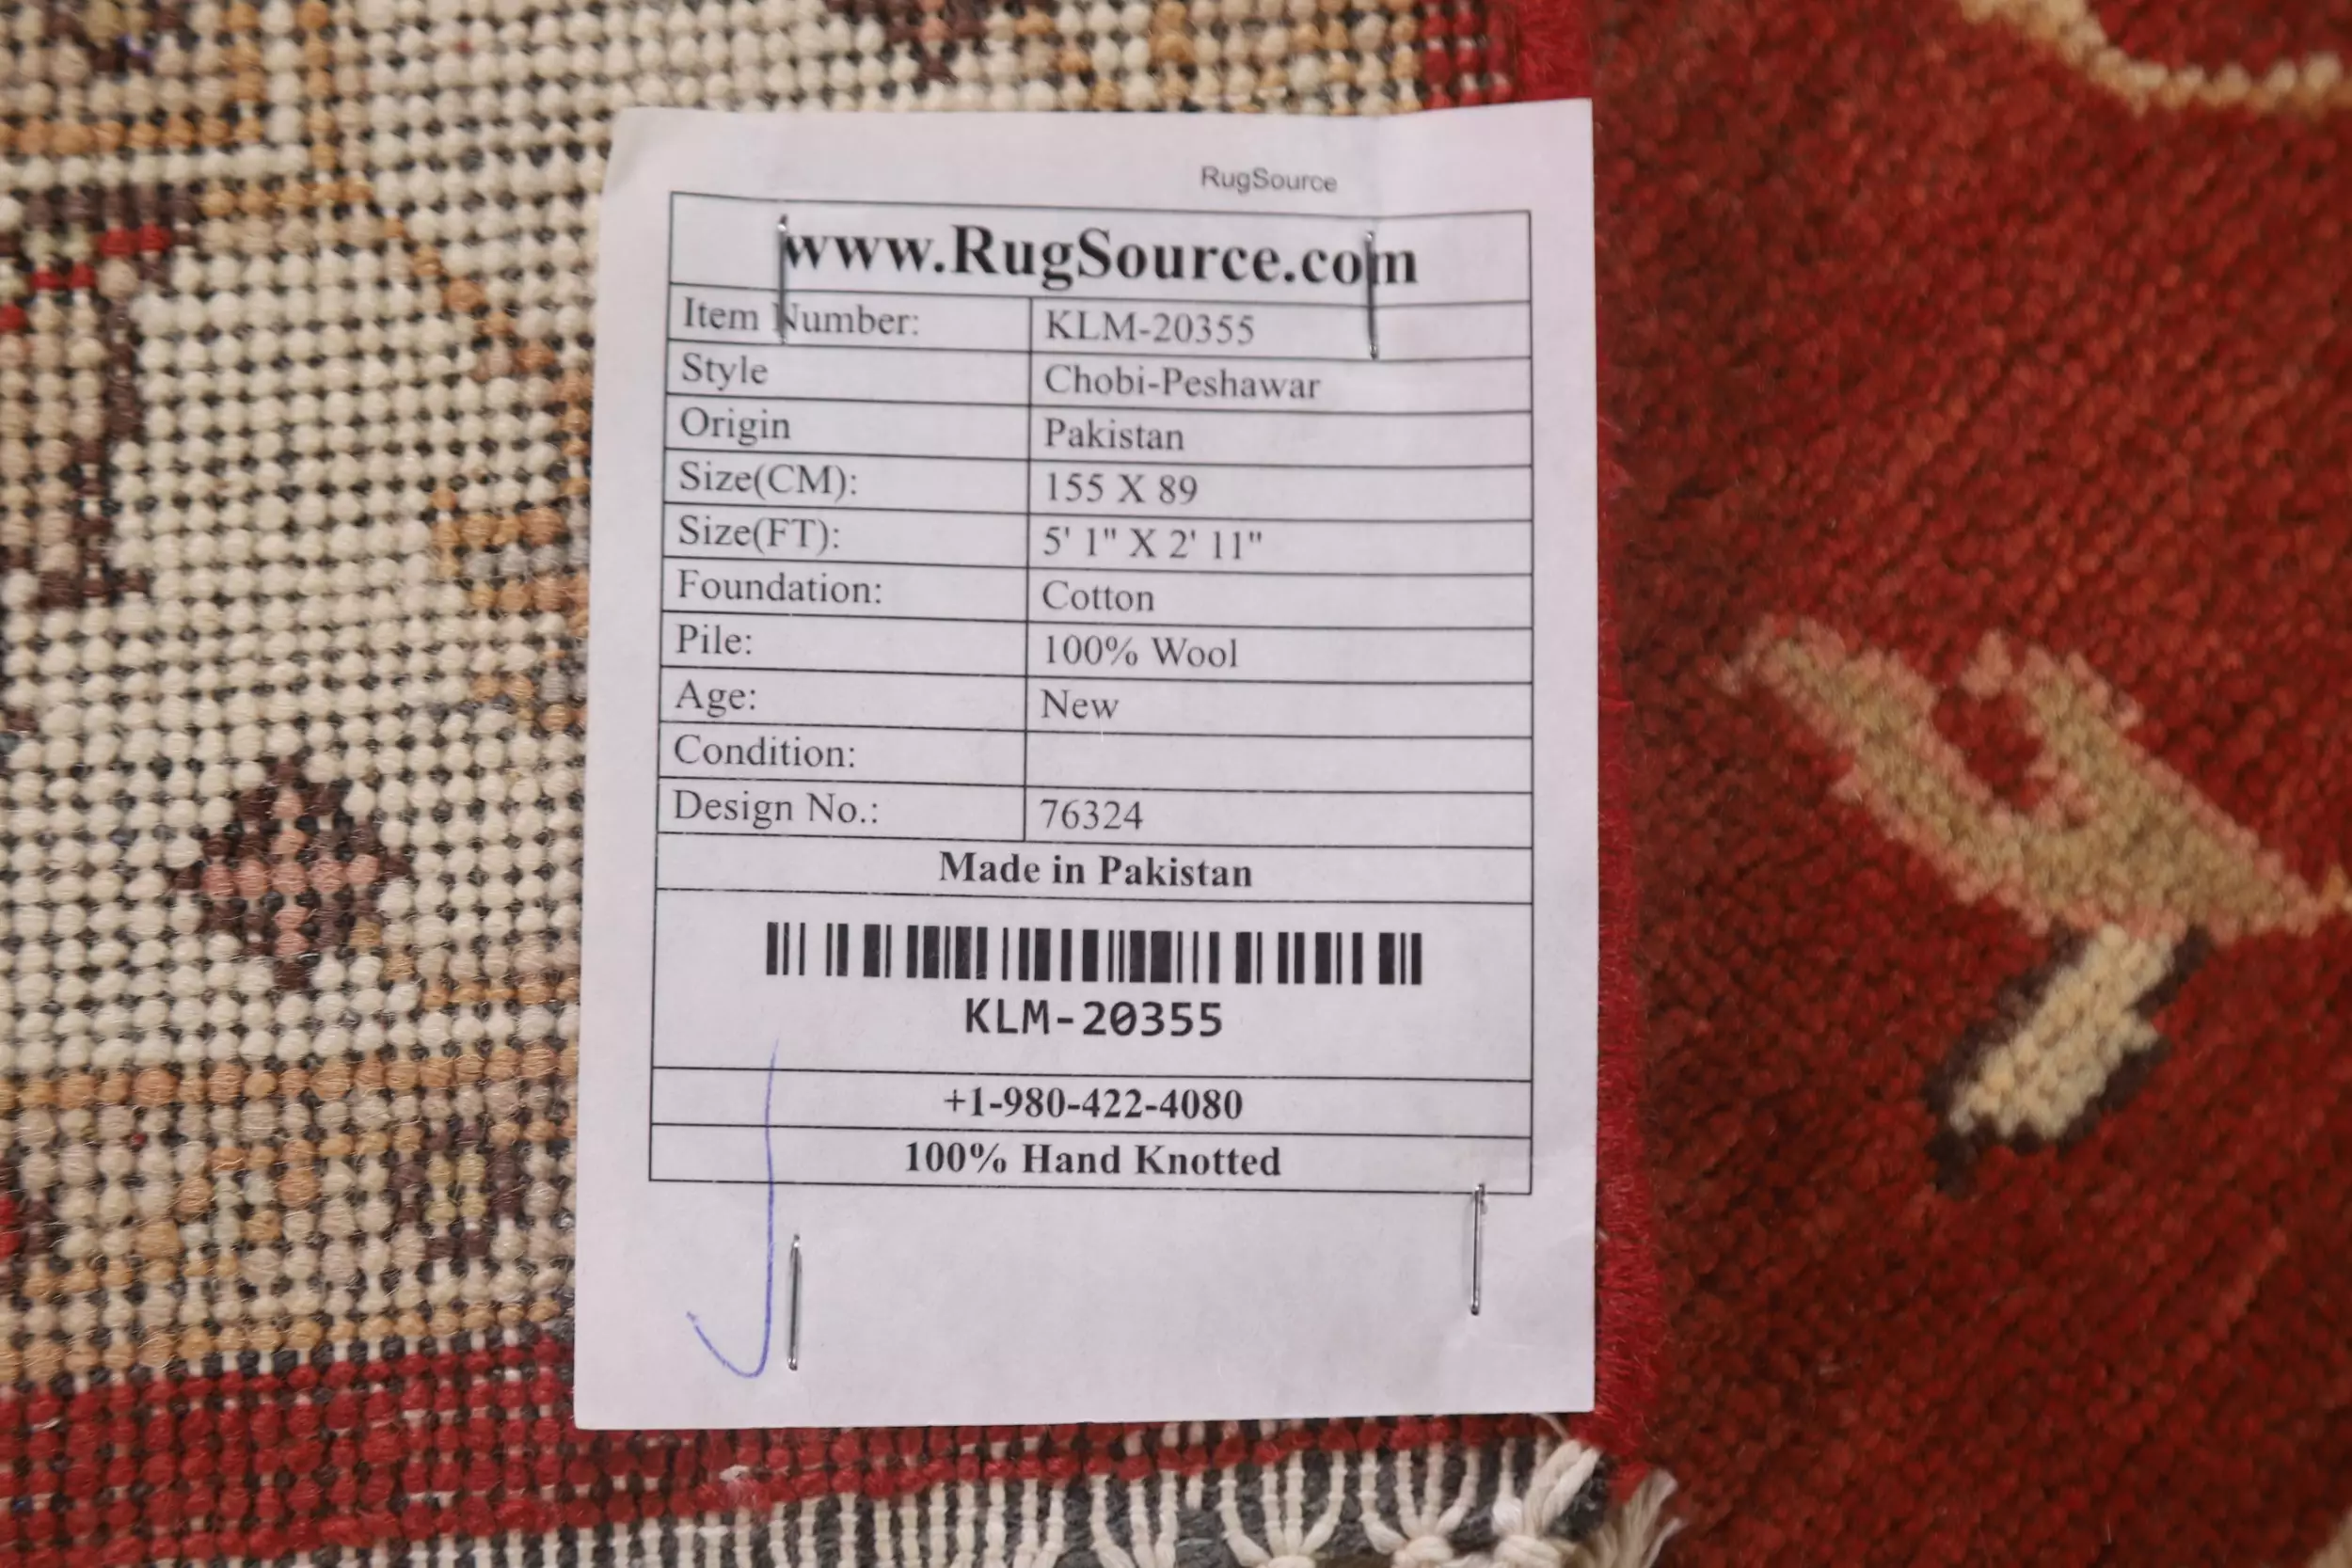 RugSource
www.RugSource.com
Item Number: KLM-20355
Style Chobi-Peshawar
Origin Pakistan
Size(CM): 155 X 89
Size(FT): 5' 1" X 2' 11"
Foundation: Cotton
Pile: 100% Wool
Age: New
Condition:
Design No.: 76324
Made in Pakistan
KLM-20355
+1-980-422-4080
100% Hand Knotted